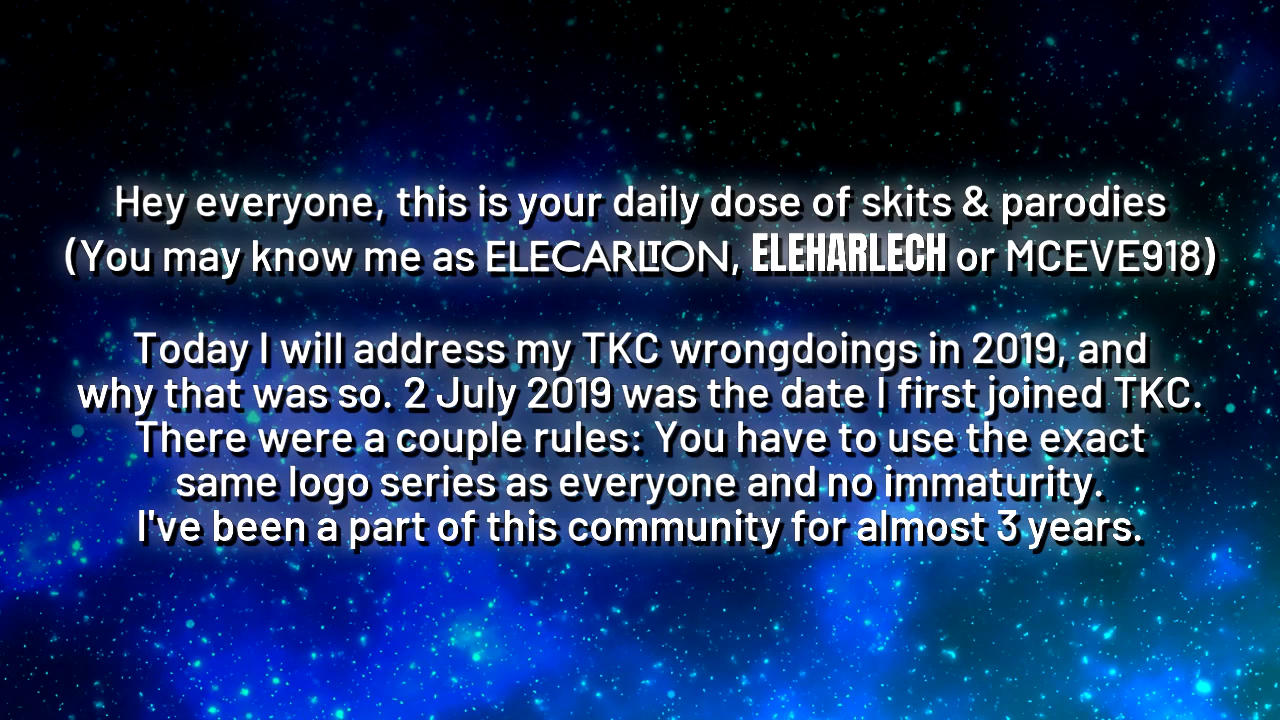 Hey everyone, this is your daily dose of skits & parodies
(You may know me as ELECARLTION, ELEHARLECH or MCEVE918)
Today I will address my TKC wrongdoings in 2019, and
why that was so. 2 July 2019 was the date I first joined TKC.
There were a couple rules: You have to use the exact
same logo series as everyone and no immaturity.
I've been a part of this community for almost 3 years.